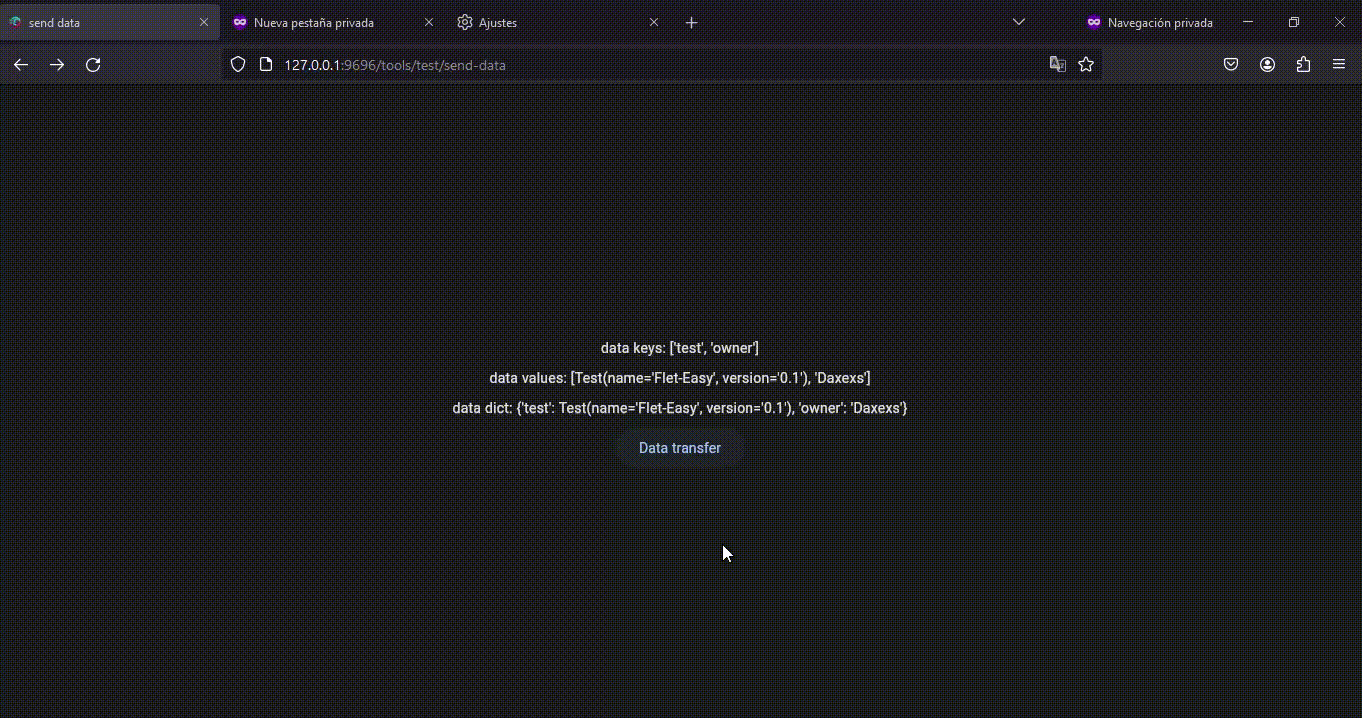 send data
Nueva pestaña privada
Ajustes
Navegación privada
127.0.0.1:9696/tools/test/send-data
data keys: ['test', 'owner']
data values: [Test(name='Flet-Easy', version='0.1'), 'Daxexs']
data dict: {'test': Test(name='Flet-Easy', version='0.1'), 'owner': 'Daxexs'}
Data transfer